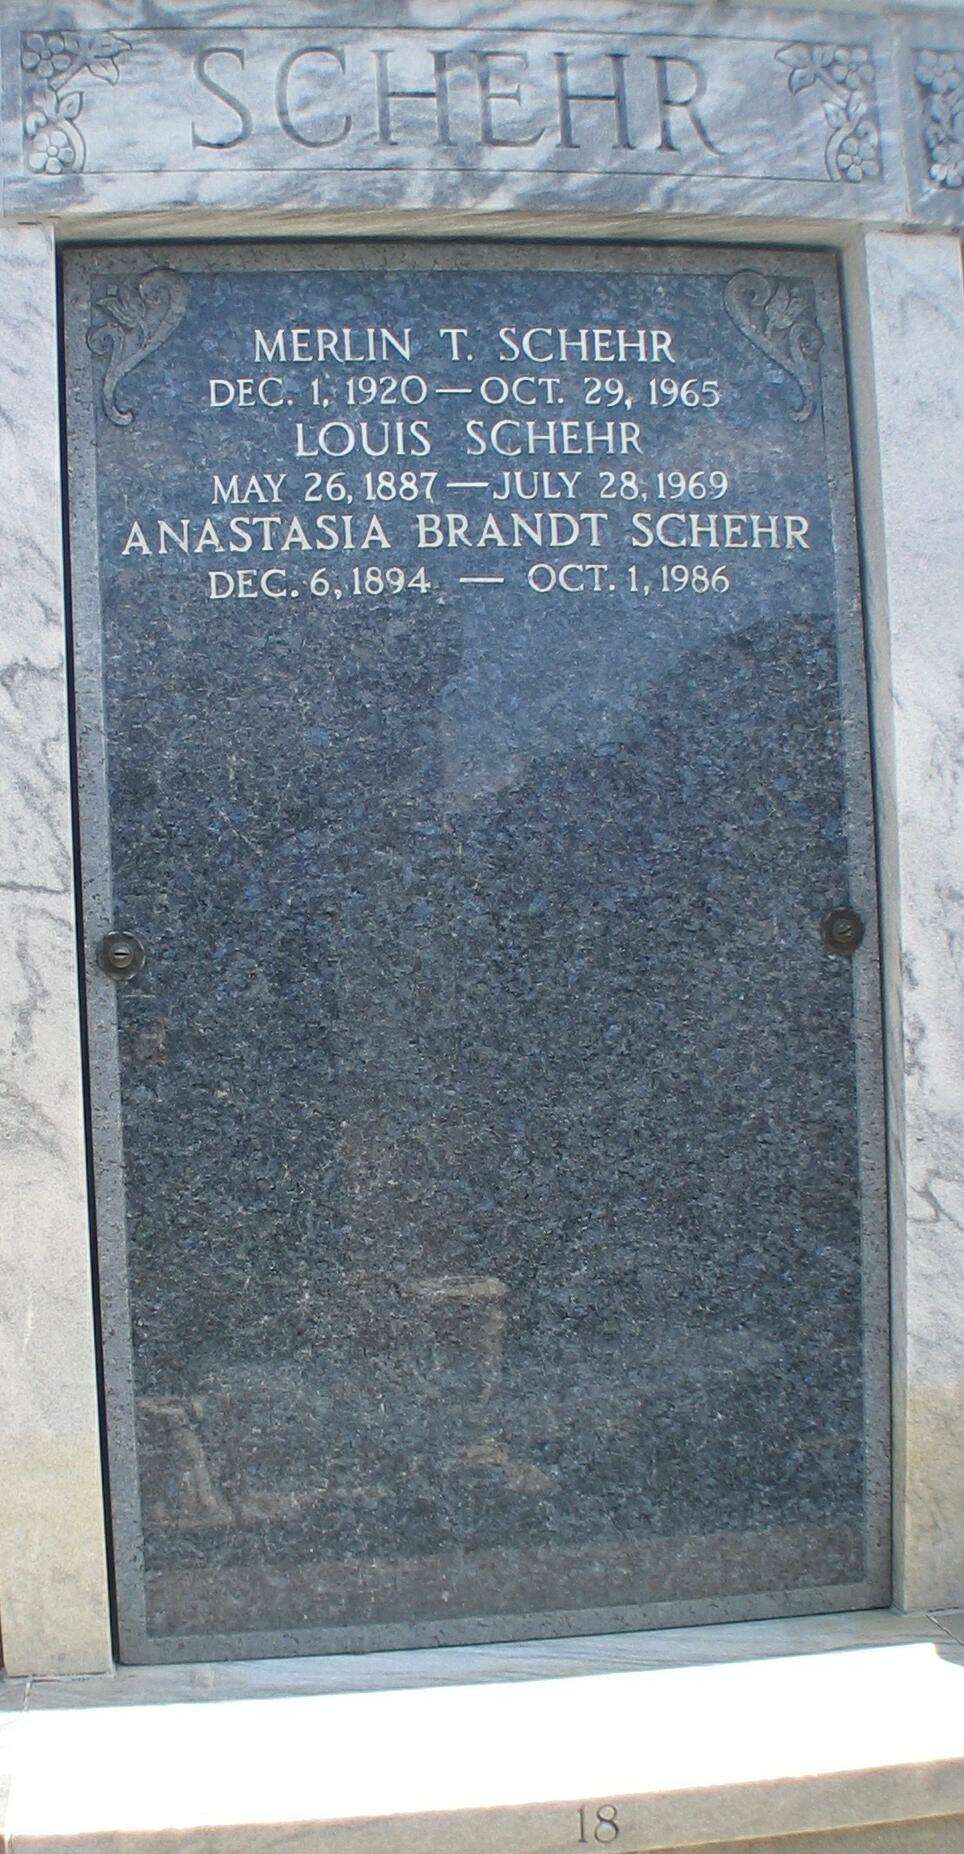 SCHEHR
MERLIN T. SCHEHR
DEC. 1, 1920 — OCT. 29, 1965
LOUIS SCHEHR
MAY 26, 1887 — JULY 28, 1969
ANASTASIA BRANDT SCHEHR
DEC. 6, 1894 — OCT. 1, 1986
18